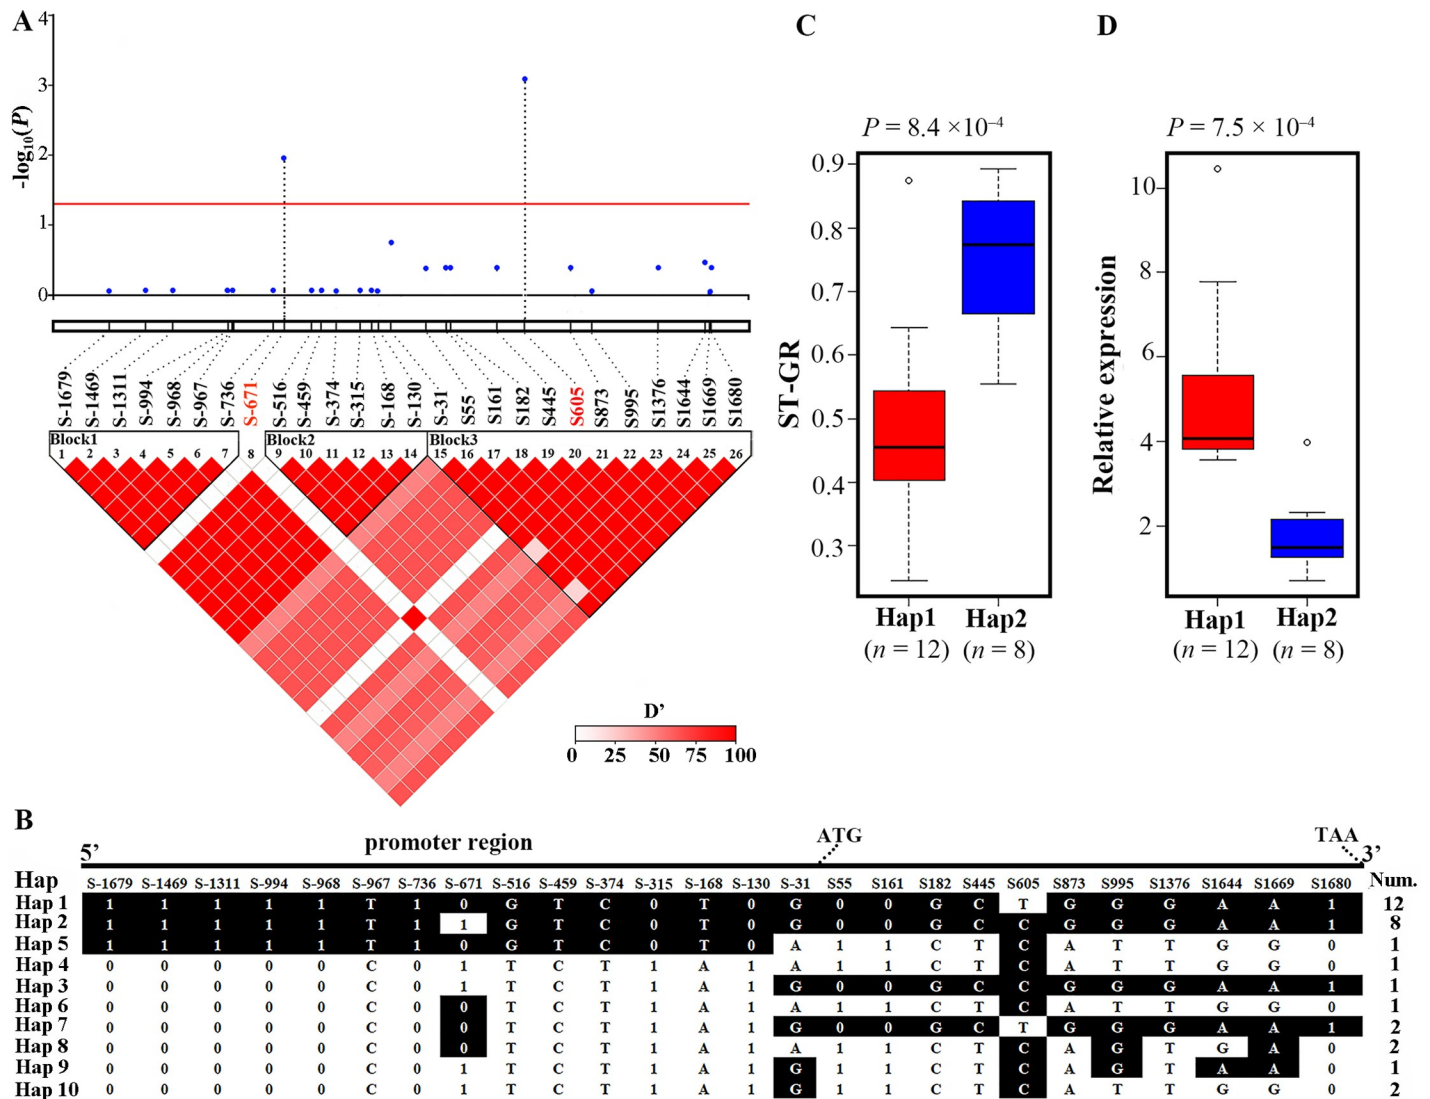 A
4
3
2
1
0
-log10(P)
S-1679
S-1469
S-1311
S-994
S-968
S-967
S-736
S-671
S-516
S-459
S-374
S-315
S-168
S-130
S-31
S55
S161
S182
S445
S605
S873
S995
S1376
S1644
S1669
S1680
Block1 Block2 Block3
1 2 3 4 5 6 7 8 9 10 11 12 13 14 15 16 17 18 19 20 21 22 23 24 25 26
D’
0 25 50 75 100
C
P = 8.4 ×10–4
ST-GR
0.9
0.8
0.7
0.6
0.5
0.4
0.3
Hap1 Hap2
(n = 12) (n = 8)
D
P = 7.5 × 10–4
Relative expression
10
8
6
4
2
Hap1 Hap2
(n = 12) (n = 8)
B
5’ promoter region ATG TAA 3’
Hap S-1679 S-1469 S-1311 S-994 S-968 S-967 S-736 S-671 S-516 S-459 S-374 S-315 S-168 S-130 S-31 S55 S161 S182 S445 S605 S873 S995 S1376 S1644 S1669 S1680 Num.
Hap 1 1 1 1 1 1 T 1 0 G T C 0 T 0 G 0 0 G C T G G G A A 1 12
Hap 2 1 1 1 1 1 T 1 1 G T C 0 T 0 G 0 0 G C C G G G A A 1 8
Hap 5 1 1 1 1 1 T 1 0 G T C 0 T 0 A 1 1 C T C A T T G G 0 1
Hap 4 0 0 0 0 0 C 0 1 T C T 1 A 1 A 1 1 C T C A T T G G 0 1
Hap 3 0 0 0 0 0 C 0 1 T C T 1 A 1 G 0 0 G C C G G G A A 1 1
Hap 6 0 0 0 0 0 C 0 0 T C T 1 A 1 A 1 1 C T C A T T G G 0 1
Hap 7 0 0 0 0 0 C 0 0 T C T 1 A 1 G 0 0 G C T G G G A A 1 2
Hap 8 0 0 0 0 0 C 0 0 T C T 1 A 1 A 1 1 C T C A G T G A 0 2
Hap 9 0 0 0 0 0 C 0 1 T C T 1 A 1 G 1 1 C T C A G T A A 0 1
Hap 10 0 0 0 0 0 C 0 1 T C T 1 A 1 G 1 1 C T C A T T G G 0 2